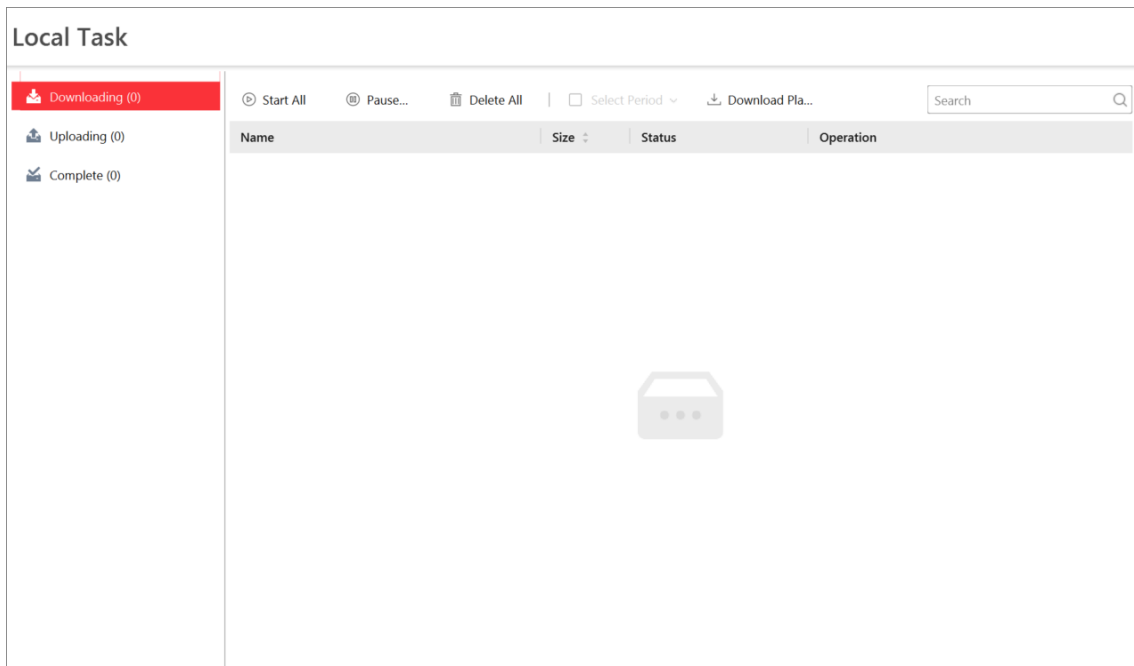 Local Task
Downloading (0)
Uploading (0)
Complete (0)
Start All Pause... Delete All | Select Period Download Pla... Search
Name Size Status Operation